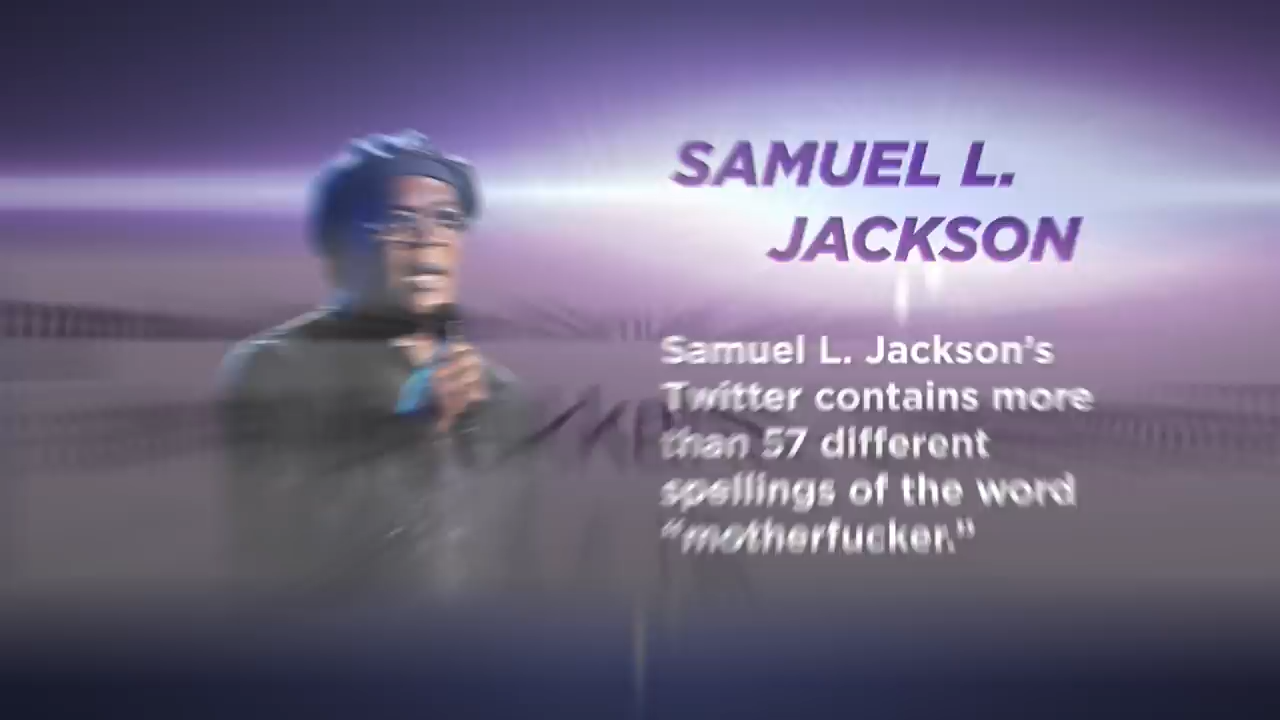 SAMUEL L.
JACKSON
Samuel L. Jackson's
Twitter contains more
than 57 different
spellings of the word
"motherfucker."